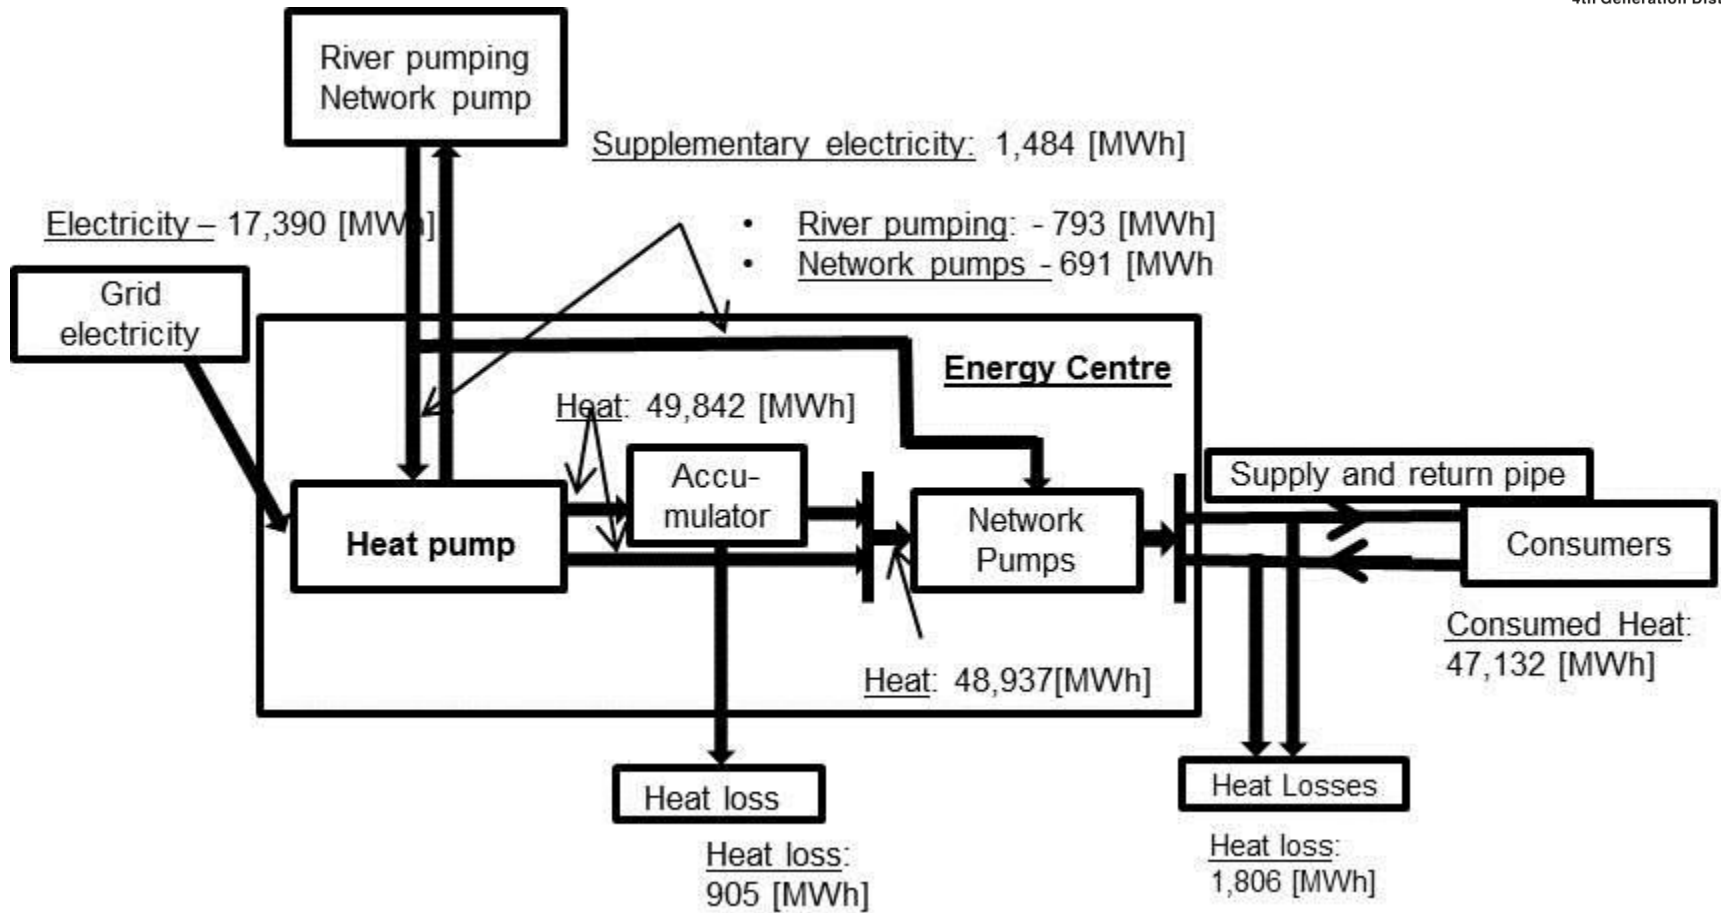 4th Generation Dist
River pumping
Network pump
Supplementary electricity: 1,484 [MWh]
Electricity – 17,390 [MWh]
• River pumping: - 793 [MWh]
• Network pumps - 691 [MWh
Grid
electricity
Energy Centre
Heat: 49,842 [MWh]
Accu-
mulator
Supply and return pipe
Heat pump
Network
Pumps
Consumers
Consumed Heat:
47,132 [MWh]
Heat: 48,937[MWh]
Heat loss
Heat Losses
Heat loss:
905 [MWh]
Heat loss:
1,806 [MWh]